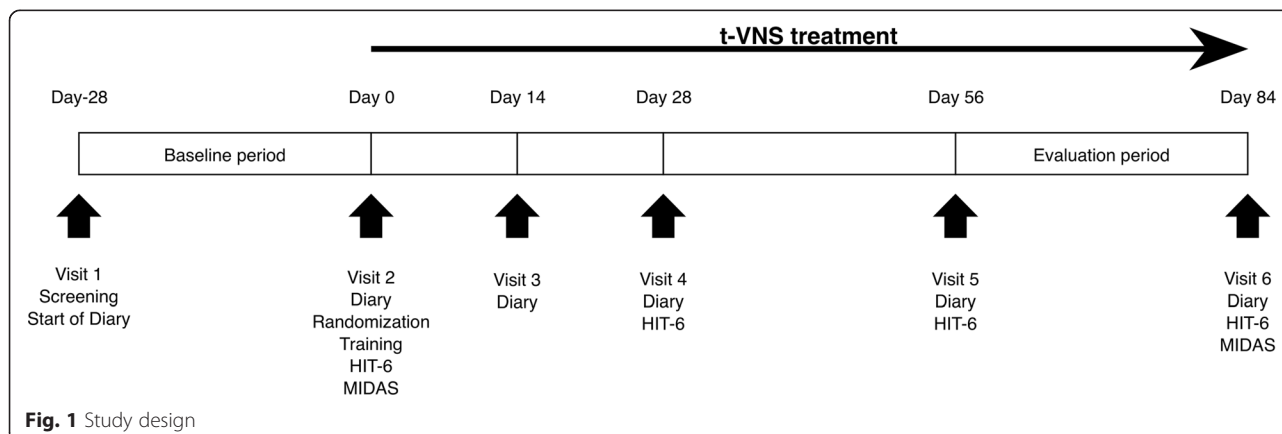 t-VNS treatment
Day-28
Day 0
Day 14
Day 28
Day 56
Day 84
Baseline period
Evaluation period
Visit 1
Screening
Start of Diary
Visit 2
Diary
Randomization
Training
HIT-6
MIDAS
Visit 3
Diary
Visit 4
Diary
HIT-6
Visit 5
Diary
HIT-6
Visit 6
Diary
HIT-6
MIDAS
Fig. 1 Study design